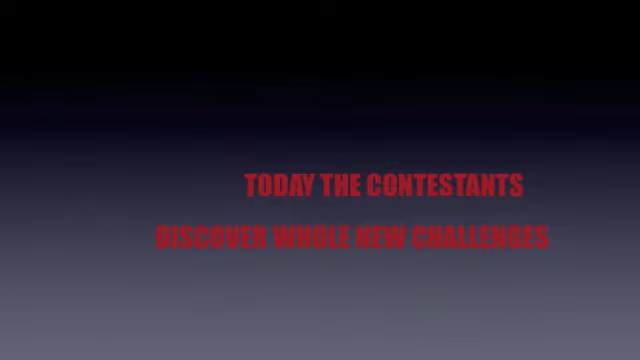 TODAY THE CONTESTANTS
DISCOVER WHOLE NEW CHALLENGES